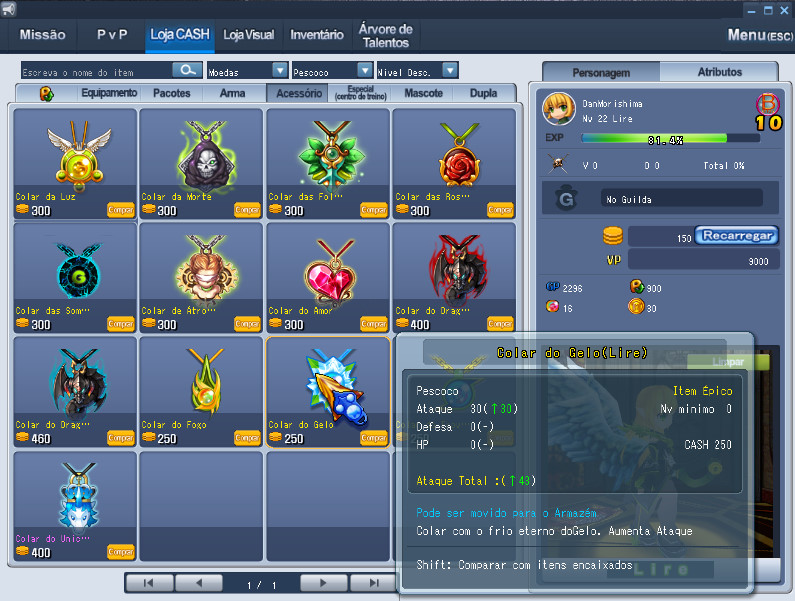 Missão
P v P
Loja CASH
Loja Visual
Inventário
Árvore de
Talentos
Menu(ESC)
Escreva o nome do item
Moedas
Pescoco
Nivel Desc.
Equipamento
Pacotes
Arma
Acessório
Especial
(centro de treino)
Mascote
Dupla
Colar da Luz
300
Comprar
Colar da Morte
300
Comprar
Colar das Fol...
300
Comprar
Colar das Ros...
300
Comprar
Colar das Som...
300
Comprar
Colar de Atro...
300
Comprar
Colar do Amor
300
Comprar
Colar do Drag...
400
Comprar
Colar do Drag...
460
Comprar
Colar do Fogo
250
Comprar
Colar do Gelo
250
Comprar
Colar do Unic...
400
Comprar
1 / 1
Personagem
Atributos
DanMorishima
Nv 22 Lire
B
10
EXP
81.4%
V 0
D 0
Total 0%
G
No Guilda
150
Recarregar
VP
9000
GP 2296
900
16
30
Limpar
Colar do Gelo(Lire)
Pescoco
Item Épico
Ataque 30(↑30)
Nv minimo 0
Defesa 0(-)
HP 0(-)
CASH 250
Ataque Total :(↑43)
Pode ser movido para o Armazém
Colar com o frio eterno doGelo. Aumenta Ataque
Shift: Comparar com itens encaixados
Lire